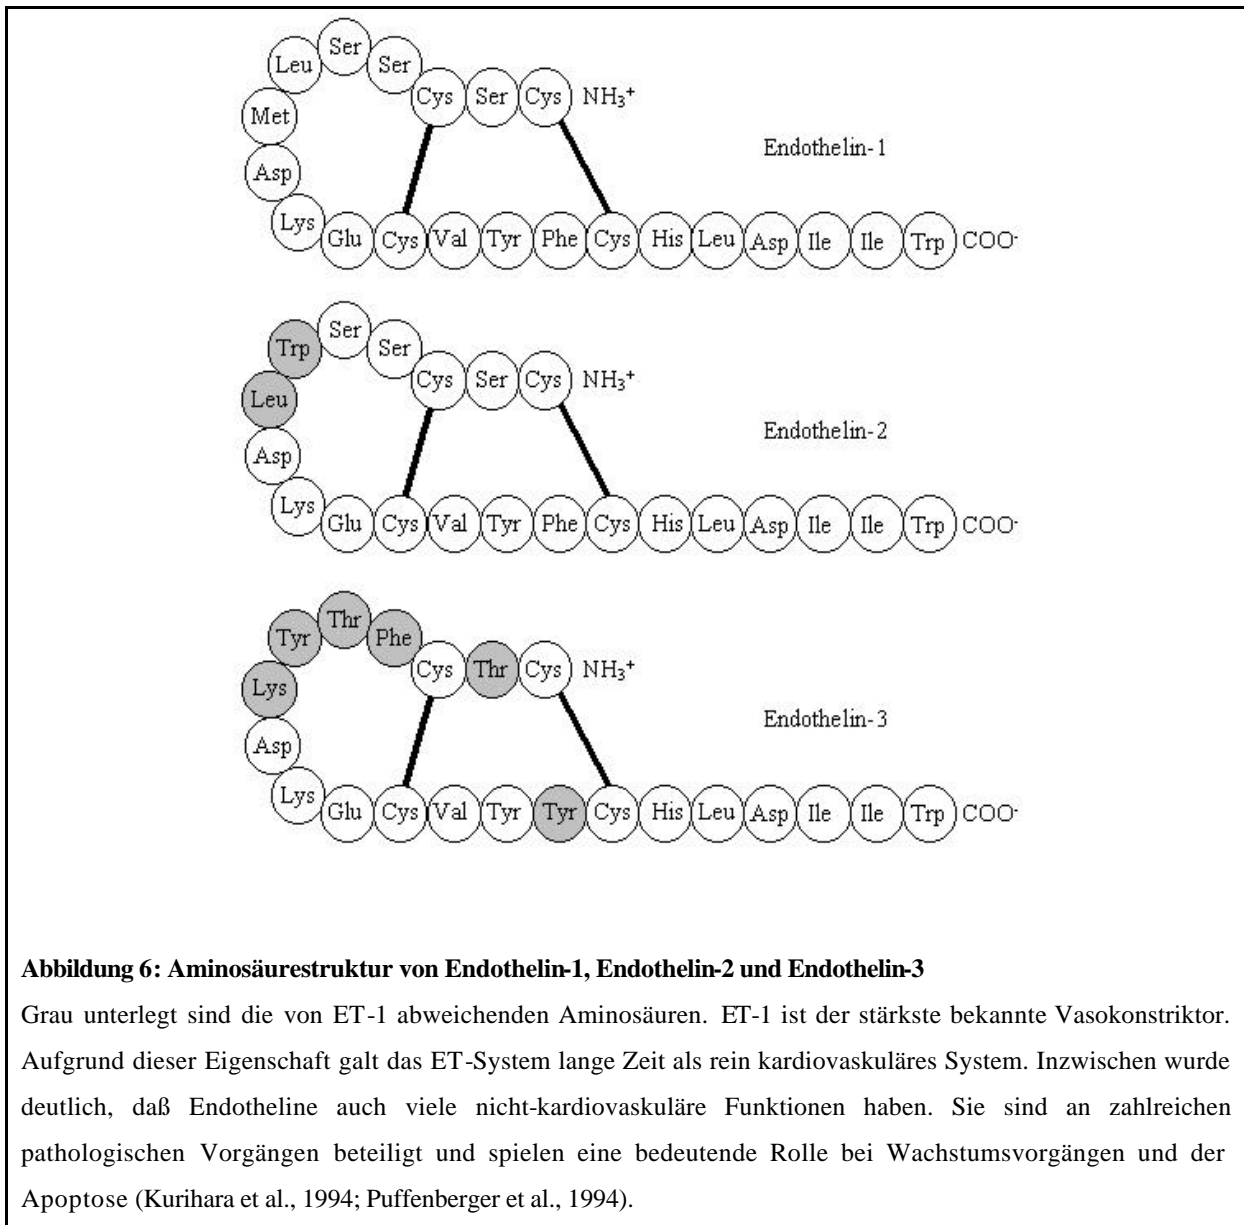 Leu Ser Ser Cys Ser Cys NH₃⁺
Met
Asp
Endothelin-1
Lys Glu Cys Val Tyr Phe Cys His Leu Asp Ile Ile Trp COO⁻
Trp Ser Ser Cys Ser Cys NH₃⁺
Leu
Asp
Endothelin-2
Lys Glu Cys Val Tyr Phe Cys His Leu Asp Ile Ile Trp COO⁻
Tyr Thr Phe Cys Thr Cys NH₃⁺
Lys
Asp
Endothelin-3
Lys Glu Cys Val Tyr Tyr Cys His Leu Asp Ile Ile Trp COO⁻
Abbildung 6: Aminosäurestruktur von Endothelin-1, Endothelin-2 und Endothelin-3
Grau unterlegt sind die von ET-1 abweichenden Aminosäuren. ET-1 ist der stärkste bekannte Vasokonstriktor.
Aufgrund dieser Eigenschaft galt das ET-System lange Zeit als rein kardiovaskuläres System. Inzwischen wurde
deutlich, daß Endotheline auch viele nicht-kardiovaskuläre Funktionen haben. Sie sind an zahlreichen
pathologischen Vorgängen beteiligt und spielen eine bedeutende Rolle bei Wachstumsvorgängen und der
Apoptose (Kurihara et al., 1994; Puffenberger et al., 1994).